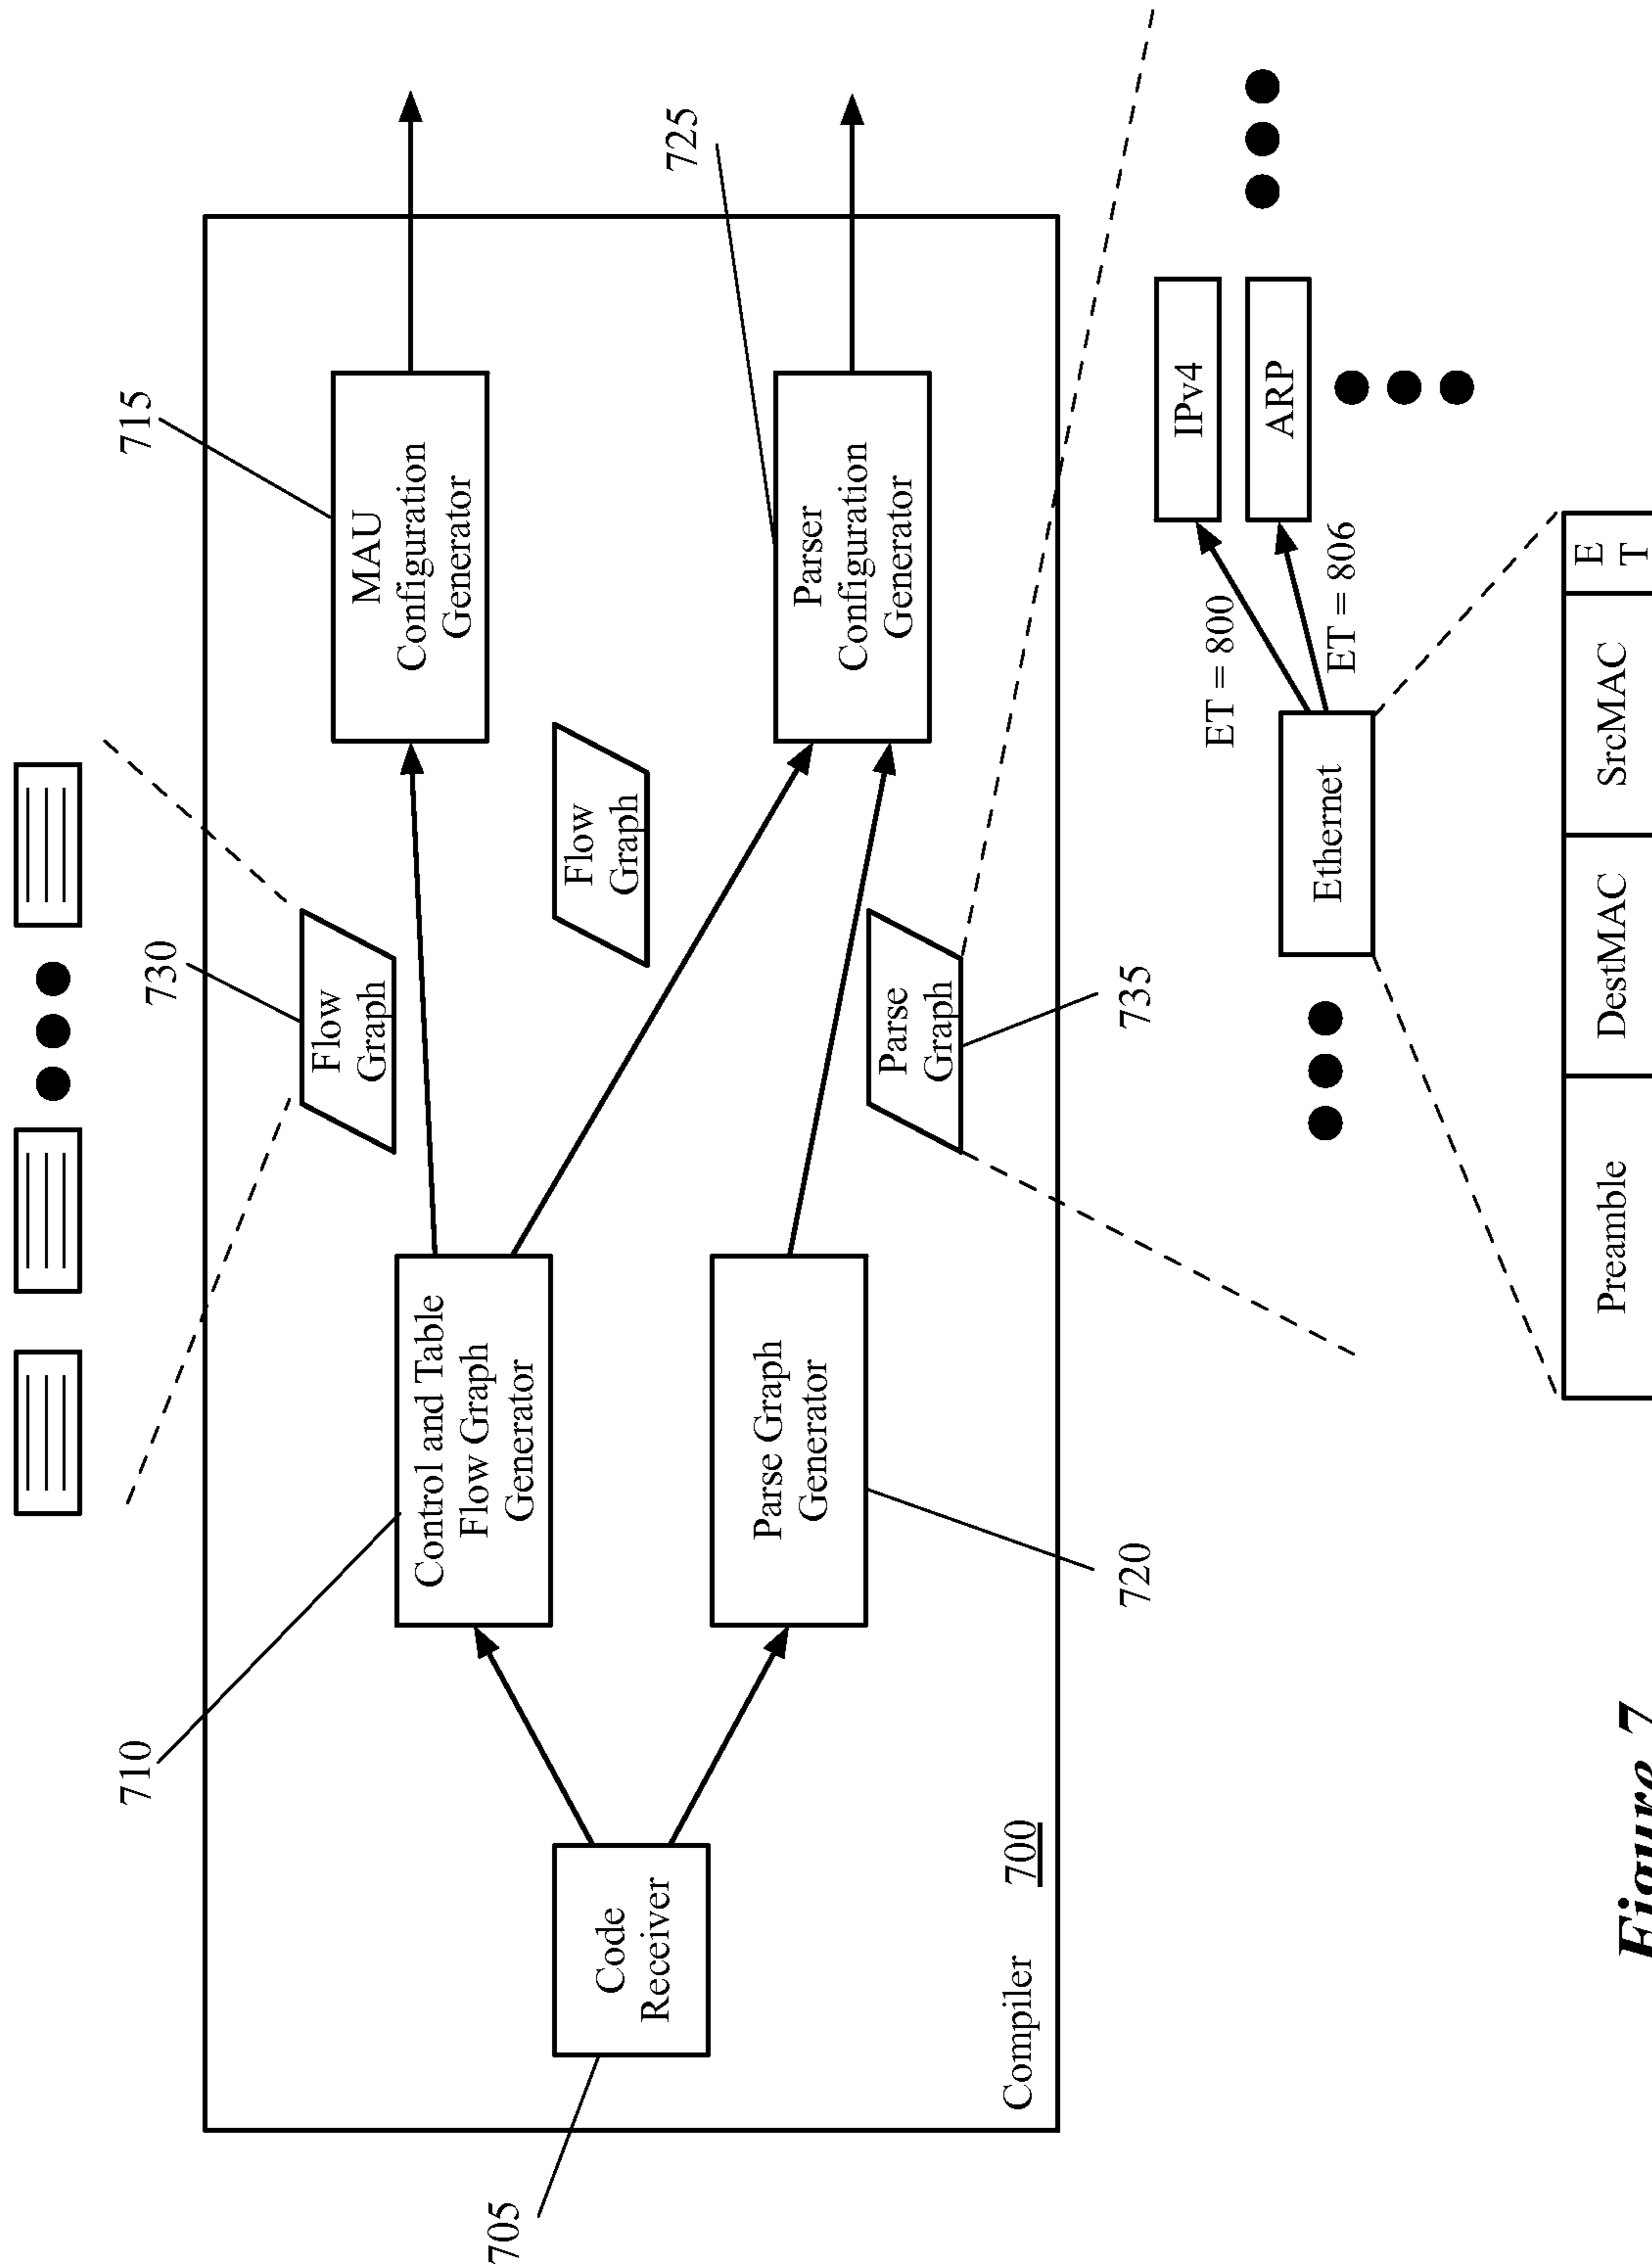 730
715
710
Flow
Graph
MAU
Configuration
Generator
Control and Table
Flow Graph
Generator
Flow
Graph
725
705
Code
Receiver
Parse Graph
Generator
Parser
Configuration
Generator
Parse
Graph
Compiler 700
720
735
ET = 800
IPv4
Ethernet
ET = 806
ARP
Preamble
DestMAC
SrcMAC
E
T
Figure 7